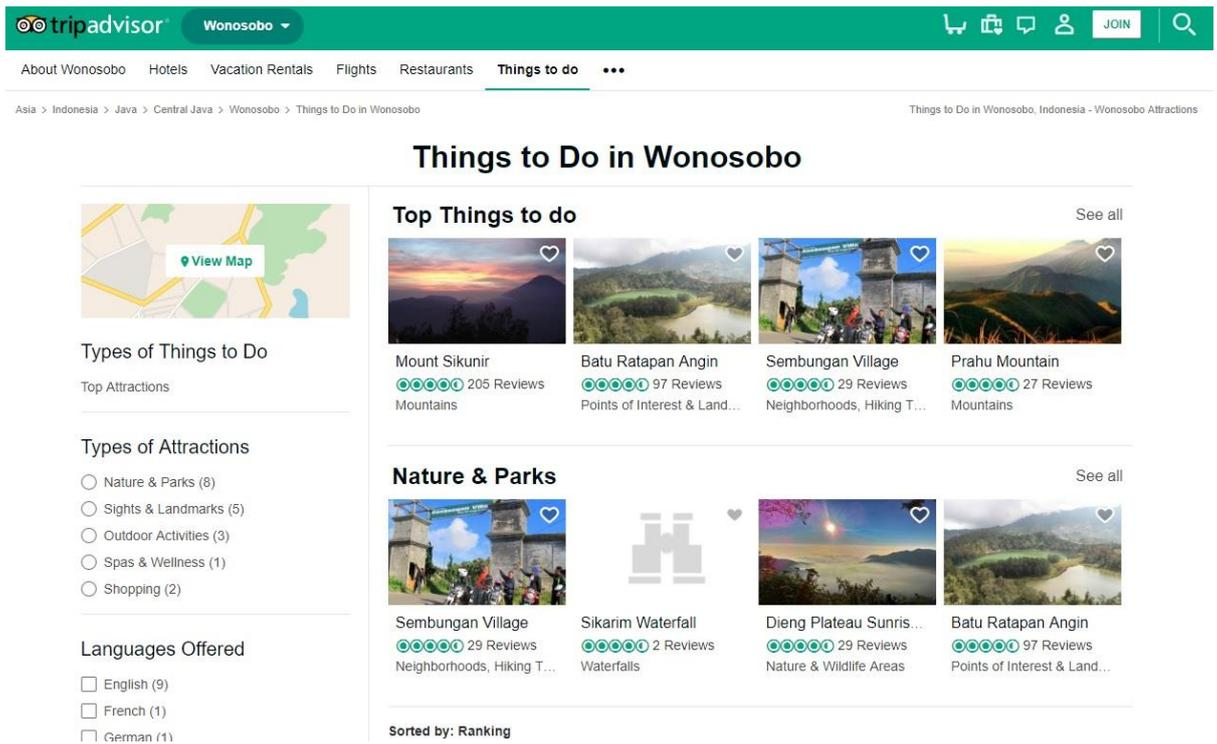 tripadvisor®
Wonosobo
JOIN
About Wonosobo Hotels Vacation Rentals Flights Restaurants Things to do •••
Asia > Indonesia > Java > Central Java > Wonosobo > Things to Do in Wonosobo
Things to Do in Wonosobo, Indonesia - Wonosobo Attractions
Things to Do in Wonosobo
View Map
Types of Things to Do
Top Attractions
Types of Attractions
Nature & Parks (8)
Sights & Landmarks (5)
Outdoor Activities (3)
Spas & Wellness (1)
Shopping (2)
Languages Offered
English (9)
French (1)
German (1)
Top Things to do
See all
Mount Sikunir
205 Reviews
Mountains
Batu Ratapan Angin
97 Reviews
Points of Interest & Land...
Sembungan Village
29 Reviews
Neighborhoods, Hiking T...
Prahu Mountain
27 Reviews
Mountains
Nature & Parks
See all
Sembungan Village
29 Reviews
Neighborhoods, Hiking T...
Sikarim Waterfall
2 Reviews
Waterfalls
Dieng Plateau Sunris...
29 Reviews
Nature & Wildlife Areas
Batu Ratapan Angin
97 Reviews
Points of Interest & Land...
Sorted by: Ranking